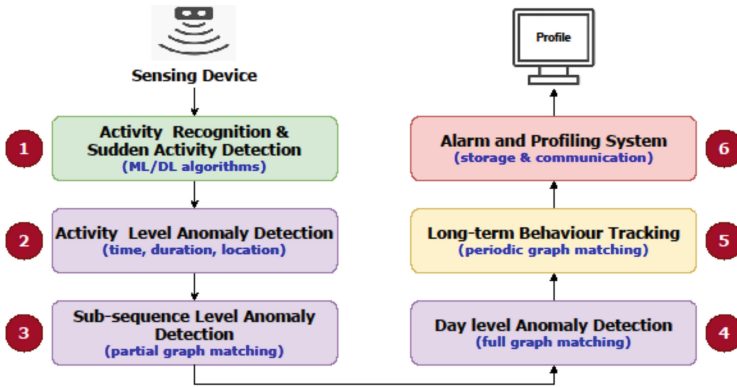 Sensing Device
1
Activity Recognition &
Sudden Activity Detection
(ML/DL algorithms)
2
Activity Level Anomaly Detection
(time, duration, location)
3
Sub-sequence Level Anomaly
Detection
(partial graph matching)
Day level Anomaly Detection
(full graph matching)
4
Long-term Behaviour Tracking
(periodic graph matching)
5
Alarm and Profiling System
(storage & communication)
6
Profile